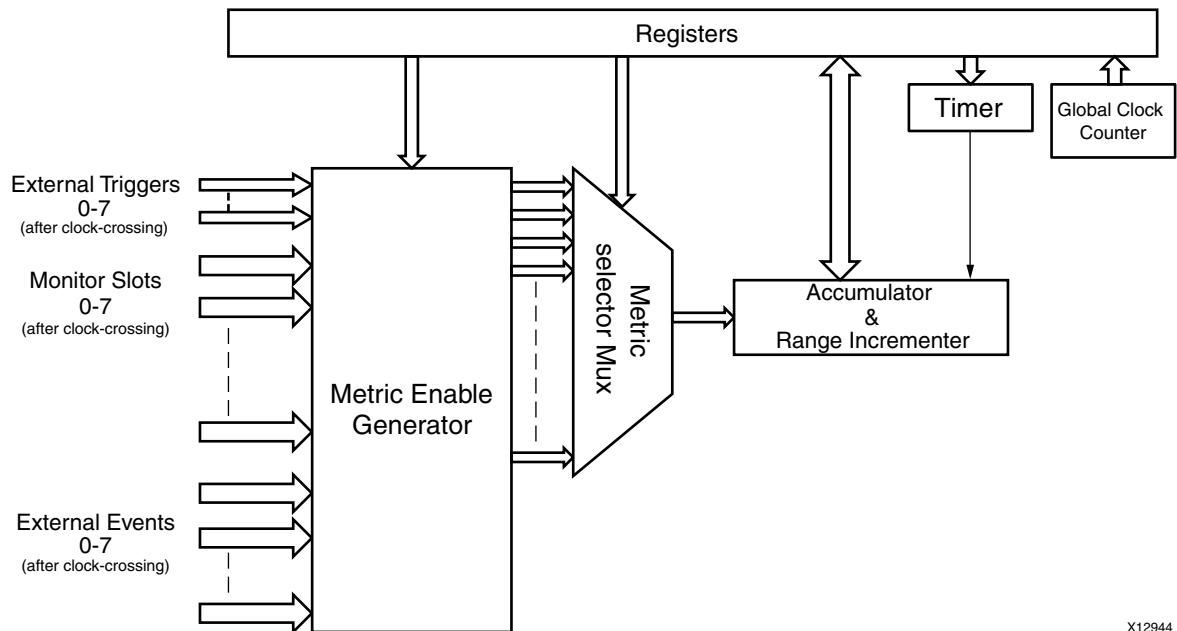 Registers
Timer
Global Clock
Counter
External Triggers
0-7
(after clock-crossing)
Monitor Slots
0-7
(after clock-crossing)
Metric Enable
Generator
Metric
selector Mux
Accumulator
&
Range Incrementer
External Events
0-7
(after clock-crossing)
X12944